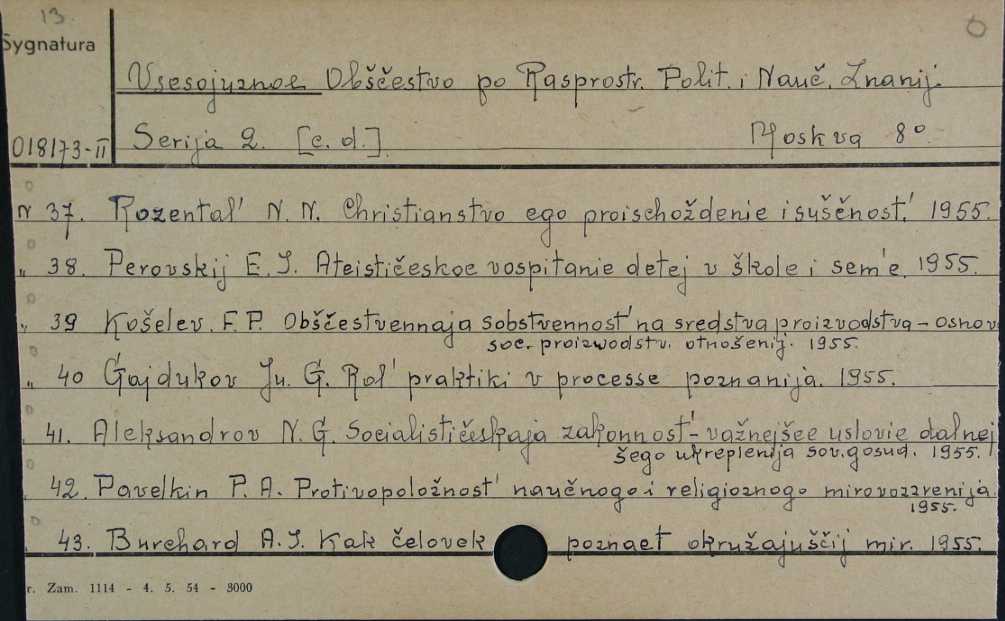 13.
Sygnatura
Vsesojuznoe Obščestvo po Rasprostr. Polit. i Nauč. Znanij.
018173-II Serija 2. [c. d.] Moskva 8°
N 37. Rozental' N. N. Christianstvo ego proischoždenie i suščnost'. 1955.
„ 38. Perovskij E. I. Ateističeskoe vospitanie detej v škole i sem'e. 1955.
„ 39 Košelev. F. P. Obščestvennaja sobstvennost' na sredstva proizvodstva – osnov
soc. proizwodstv. otnošenij. 1955.
„ 40 Gajdukov Ju. G. Rol' praktiki v processe poznanija. 1955.
41. Aleksandrov N. G. Socialističeskaja zakonnost' – važnejšee uslovie dal'nej
šego ukreplenija sov. gosud. 1955.
42. Pavelkin P. A. Protivopoložnost' naučnogo i religioznogo mirovozzrenija.
1955.
43. Burchard A. I. Kak čelovek poznaet okružajuščij mir. 1955.
r. Zam. 1114 - 4. 5. 54 - 3000